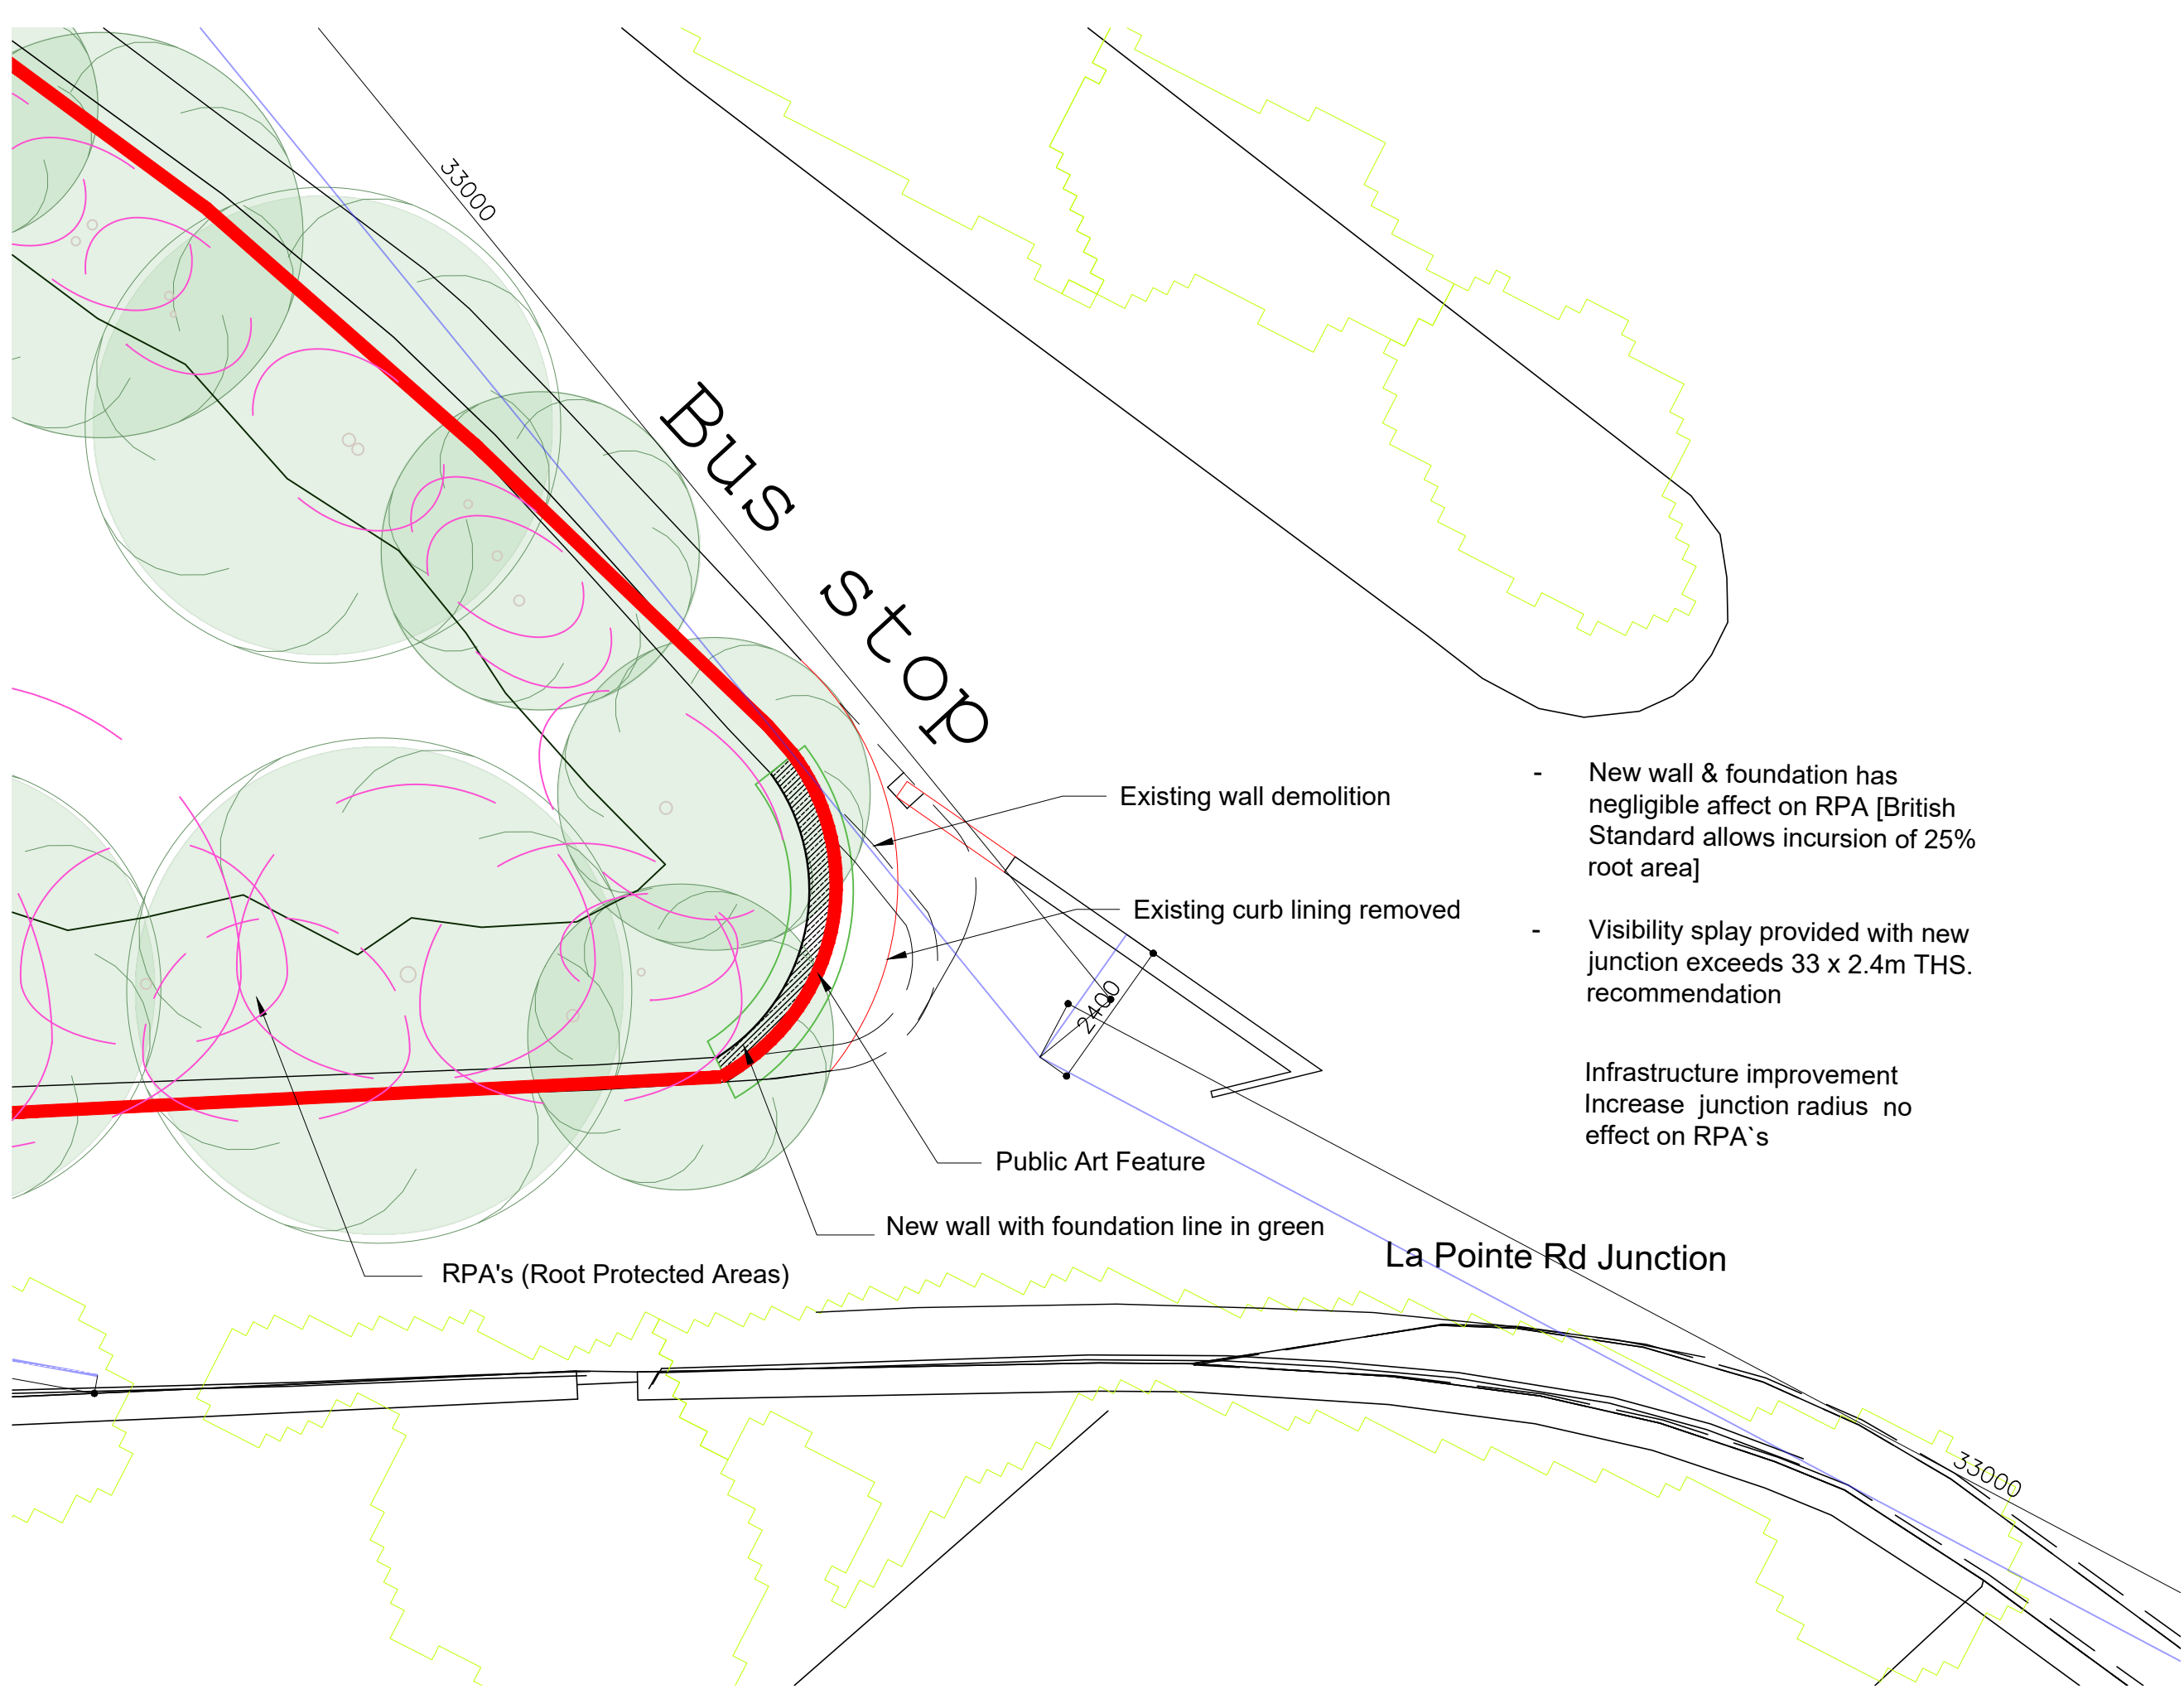 33000
Bus stop
Existing wall demolition
- New wall & foundation has
negligible affect on RPA [British
Standard allows incursion of 25%
root area]
Existing curb lining removed
- Visibility splay provided with new
junction exceeds 33 x 2.4m THS.
recommendation
2400
Infrastructure improvement
Increase junction radius no
effect on RPA`s
Public Art Feature
New wall with foundation line in green
RPA's (Root Protected Areas)
La Pointe Rd Junction
33000